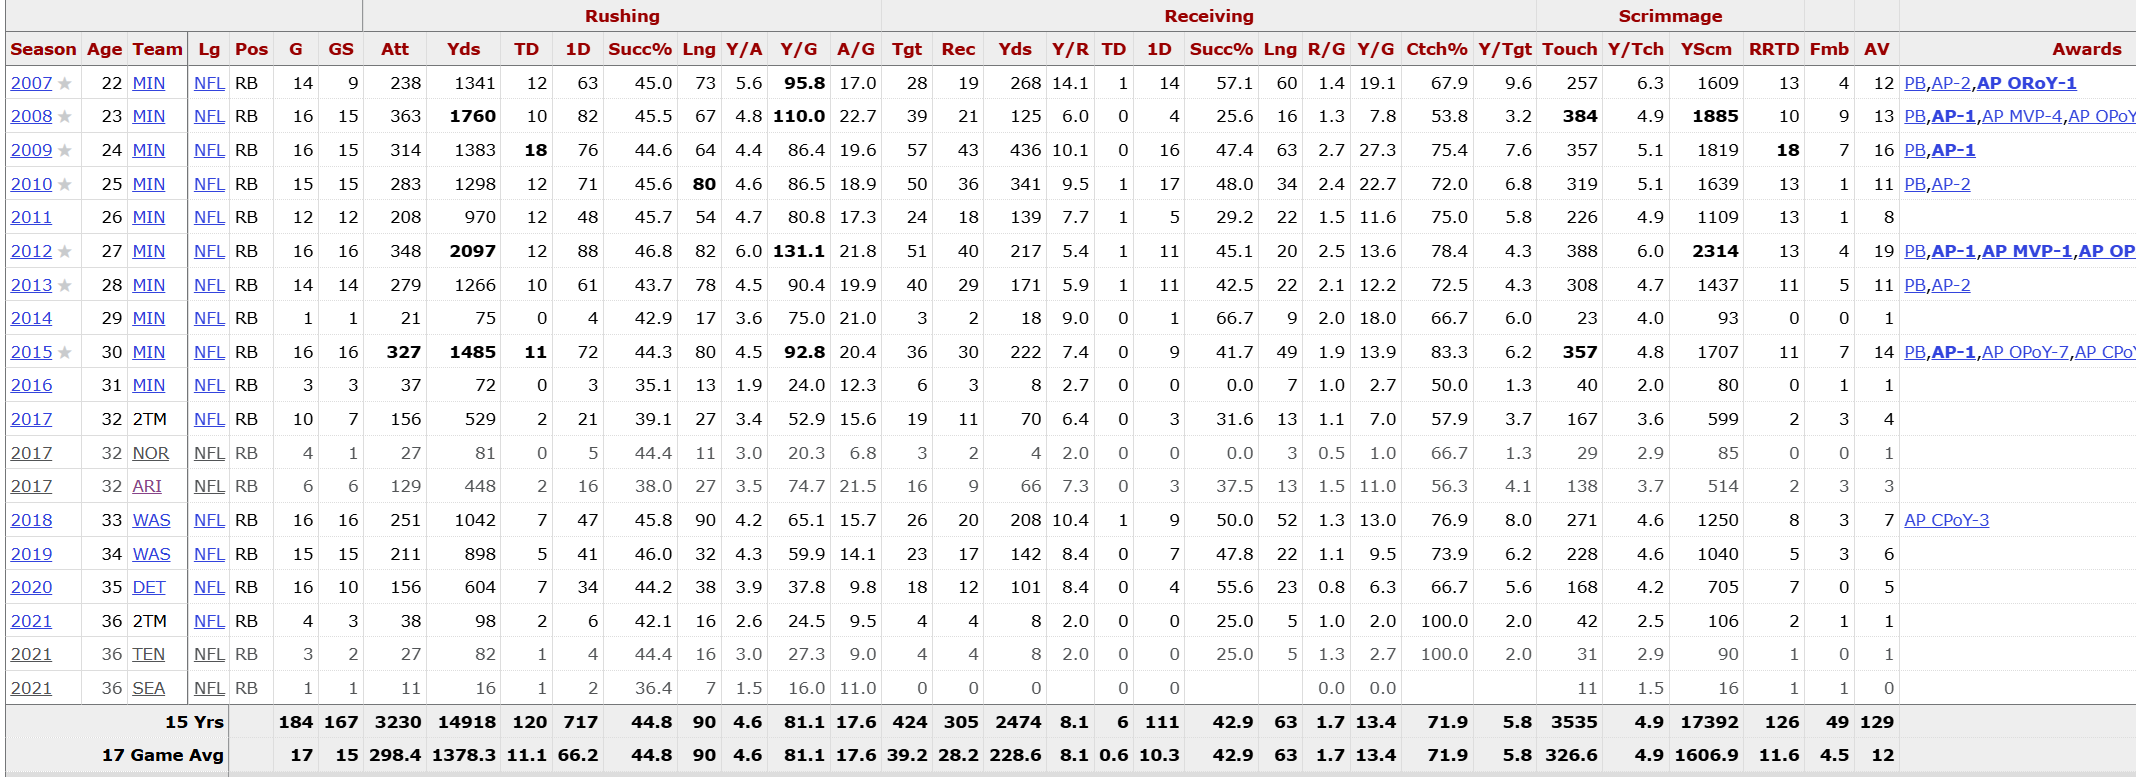 Rushing Receiving Scrimmage
Season Age Team Lg Pos G GS Att Yds TD 1D Succ% Lng Y/A Y/G A/G Tgt Rec Yds Y/R TD 1D Succ% Lng R/G Y/G Ctch% Y/Tgt Touch Y/Tch YScm RRTD Fmb AV Awards
2007 ★ 22 MIN NFL RB 14 9 238 1341 12 63 45.0 73 5.6 95.8 17.0 28 19 268 14.1 1 14 57.1 60 1.4 19.1 67.9 9.6 257 6.3 1609 13 4 12 PB,AP-2,AP ORoY-1
2008 ★ 23 MIN NFL RB 16 15 363 1760 10 82 45.5 67 4.8 110.0 22.7 39 21 125 6.0 0 4 25.6 16 1.3 7.8 53.8 3.2 384 4.9 1885 10 9 13 PB,AP-1,AP MVP-4,AP OPoY
2009 ★ 24 MIN NFL RB 16 15 314 1383 18 76 44.6 64 4.4 86.4 19.6 57 43 436 10.1 0 16 47.4 63 2.7 27.3 75.4 7.6 357 5.1 1819 18 7 16 PB,AP-1
2010 ★ 25 MIN NFL RB 15 15 283 1298 12 71 45.6 80 4.6 86.5 18.9 50 36 341 9.5 1 17 48.0 34 2.4 22.7 72.0 6.8 319 5.1 1639 13 1 11 PB,AP-2
2011 26 MIN NFL RB 12 12 208 970 12 48 45.7 54 4.7 80.8 17.3 24 18 139 7.7 1 5 29.2 22 1.5 11.6 75.0 5.8 226 4.9 1109 13 1 8
2012 ★ 27 MIN NFL RB 16 16 348 2097 12 88 46.8 82 6.0 131.1 21.8 51 40 217 5.4 1 11 45.1 20 2.5 13.6 78.4 4.3 388 6.0 2314 13 4 19 PB,AP-1,AP MVP-1,AP OP
2013 ★ 28 MIN NFL RB 14 14 279 1266 10 61 43.7 78 4.5 90.4 19.9 40 29 171 5.9 1 11 42.5 22 2.1 12.2 72.5 4.3 308 4.7 1437 11 5 11 PB,AP-2
2014 29 MIN NFL RB 1 1 21 75 0 4 42.9 17 3.6 75.0 21.0 3 2 18 9.0 0 1 66.7 9 2.0 18.0 66.7 6.0 23 4.0 93 0 0 1
2015 ★ 30 MIN NFL RB 16 16 327 1485 11 72 44.3 80 4.5 92.8 20.4 36 30 222 7.4 0 9 41.7 49 1.9 13.9 83.3 6.2 357 4.8 1707 11 7 14 PB,AP-1,AP OPoY-7,AP CPoY
2016 31 MIN NFL RB 3 3 37 72 0 3 35.1 13 1.9 24.0 12.3 6 3 8 2.7 0 0 0.0 7 1.0 2.7 50.0 1.3 40 2.0 80 0 1 1
2017 32 2TM NFL RB 10 7 156 529 2 21 39.1 27 3.4 52.9 15.6 19 11 70 6.4 0 3 31.6 13 1.1 7.0 57.9 3.7 167 3.6 599 2 3 4
2017 32 NOR NFL RB 4 1 27 81 0 5 44.4 11 3.0 20.3 6.8 3 2 4 2.0 0 0 0.0 3 0.5 1.0 66.7 1.3 29 2.9 85 0 0 1
2017 32 ARI NFL RB 6 6 129 448 2 16 38.0 27 3.5 74.7 21.5 16 9 66 7.3 0 3 37.5 13 1.5 11.0 56.3 4.1 138 3.7 514 2 3 3
2018 33 WAS NFL RB 16 16 251 1042 7 47 45.8 90 4.2 65.1 15.7 26 20 208 10.4 1 9 50.0 52 1.3 13.0 76.9 8.0 271 4.6 1250 8 3 7 AP CPoY-3
2019 34 WAS NFL RB 15 15 211 898 5 41 46.0 32 4.3 59.9 14.1 23 17 142 8.4 0 7 47.8 22 1.1 9.5 73.9 6.2 228 4.6 1040 5 3 6
2020 35 DET NFL RB 16 10 156 604 7 34 44.2 38 3.9 37.8 9.8 18 12 101 8.4 0 4 55.6 23 0.8 6.3 66.7 5.6 168 4.2 705 7 0 5
2021 36 2TM NFL RB 4 3 38 98 2 6 42.1 16 2.6 24.5 9.5 4 4 8 2.0 0 0 25.0 5 1.0 2.0 100.0 2.0 42 2.5 106 2 1 1
2021 36 TEN NFL RB 3 2 27 82 1 4 44.4 16 3.0 27.3 9.0 4 4 8 2.0 0 0 25.0 5 1.3 2.7 100.0 2.0 31 2.9 90 1 0 1
2021 36 SEA NFL RB 1 1 11 16 1 2 36.4 7 1.5 16.0 11.0 0 0 0 0 0 0.0 0.0 11 1.5 16 1 1 0
15 Yrs 184 167 3230 14918 120 717 44.8 90 4.6 81.1 17.6 424 305 2474 8.1 6 111 42.9 63 1.7 13.4 71.9 5.8 3535 4.9 17392 126 49 129
17 Game Avg 17 15 298.4 1378.3 11.1 66.2 44.8 90 4.6 81.1 17.6 39.2 28.2 228.6 8.1 0.6 10.3 42.9 63 1.7 13.4 71.9 5.8 326.6 4.9 1606.9 11.6 4.5 12